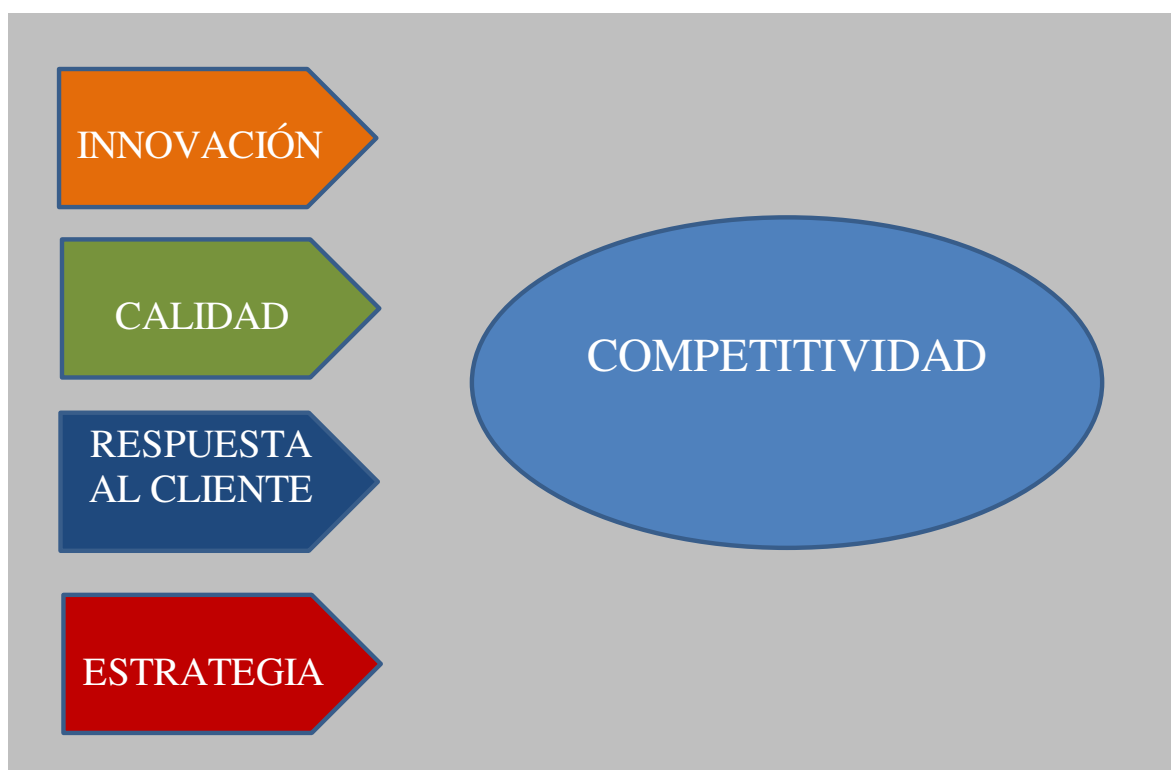 INNOVACIÓN
CALIDAD
RESPUESTA
AL CLIENTE
ESTRATEGIA
COMPETITIVIDAD